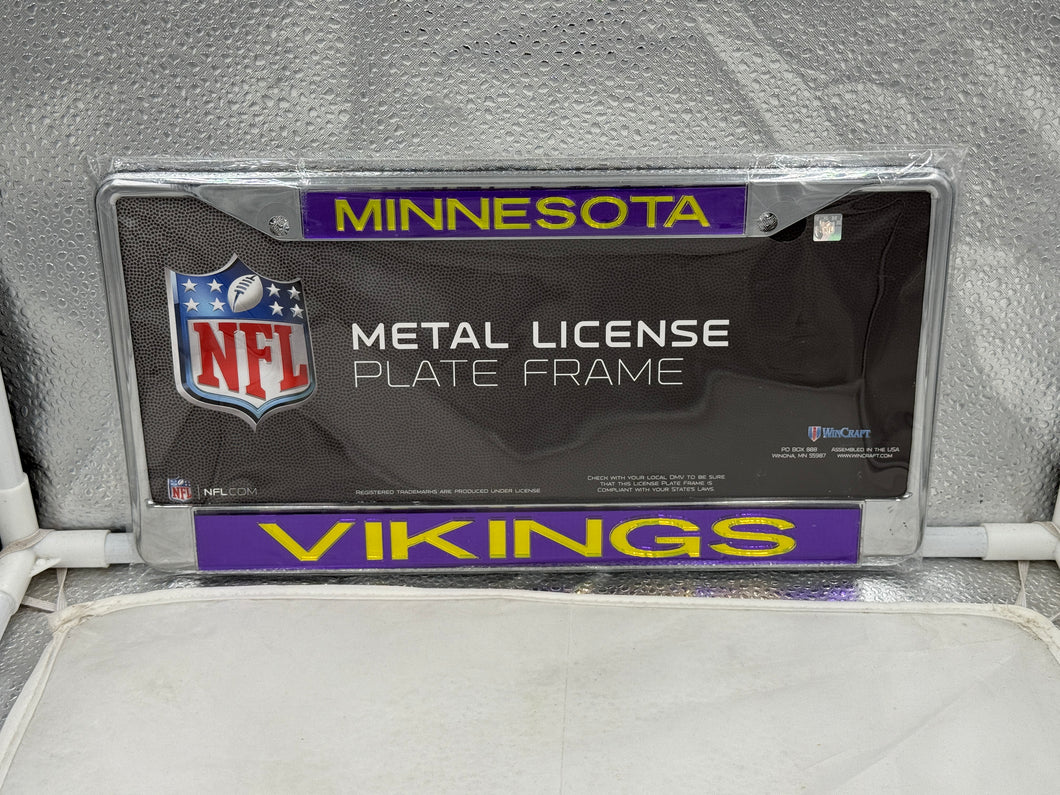 MINNESOTA
NFL
METAL LICENSE
PLATE FRAME
WINCRAFT
PO BOX 888 ASSEMBLED IN THE USA
WINONA, MN 55987 WWW.WINCRAFT.COM
CHECK WITH YOUR LOCAL DMV TO BE SURE
THAT THIS LICENSE PLATE FRAME IS
COMPLIANT WITH YOUR STATE'S LAWS.
NFL NFL.COM REGISTERED TRADEMARKS ARE PRODUCED UNDER LICENSE
VIKINGS